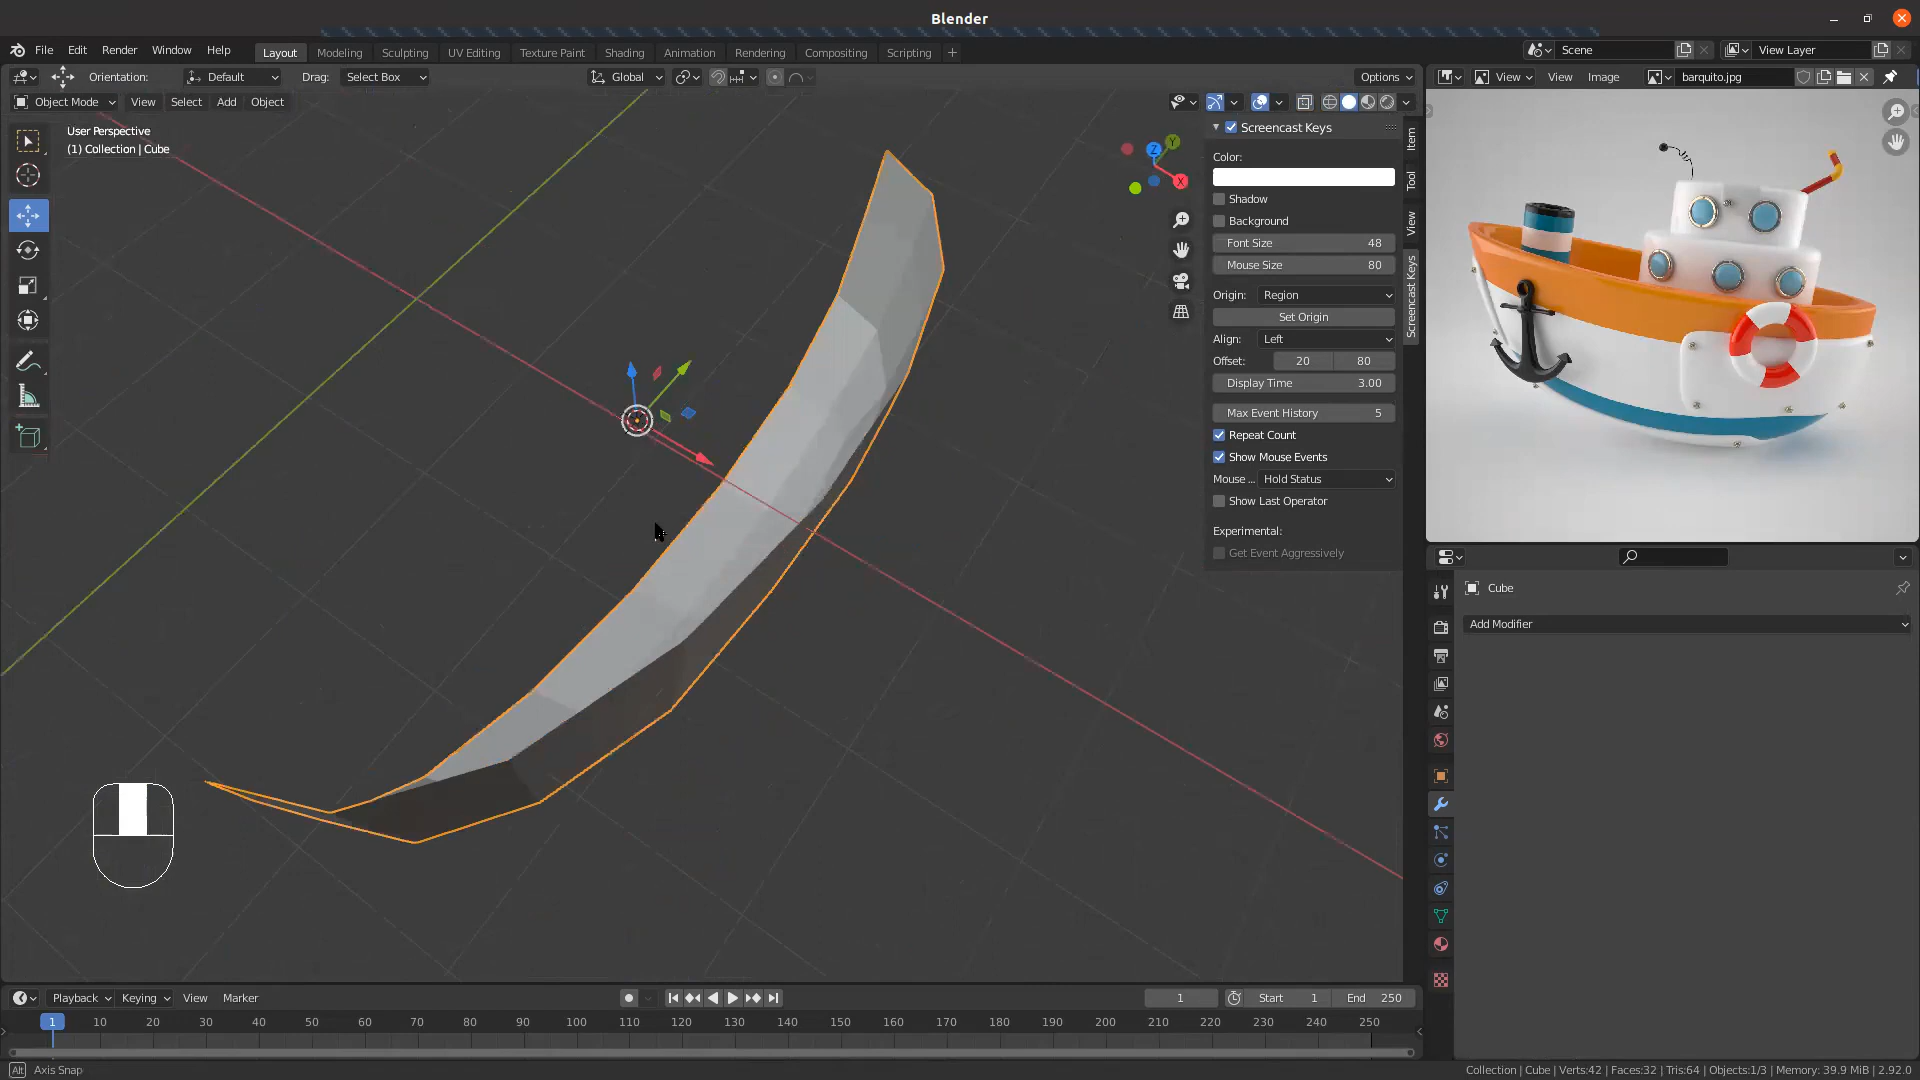 Blender
File Edit Render Window Help
Layout Modeling Sculpting UV Editing Texture Paint Shading Animation Rendering Compositing Scripting +
Scene
View Layer
Orientation: Default Drag: Select Box
Global
Options
View View Image barquito.jpg
Object Mode View Select Add Object
User Perspective
(1) Collection | Cube
Z Y X
Screencast Keys
Color:
Shadow
Background
Font Size 48
Mouse Size 80
Origin: Region
Set Origin
Align: Left
Offset: 20 80
Display Time 3.00
Max Event History 5
Repeat Count
Show Mouse Events
Mouse ... Hold Status
Show Last Operator
Experimental:
Get Event Aggressively
Item
Tool
View
Screencast Keys
Cube
Add Modifier
Playback Keying View Marker
1
Start 1
End 250
1 10 20 30 40 50 60 70 80 90 100 110 120 130 140 150 160 170 180 190 200 210 220 230 240 250
Alt Axis Snap
Collection | Cube | Verts:42 | Faces:32 | Tris:64 | Objects:1/3 | Memory: 39.9 MiB | 2.92.0